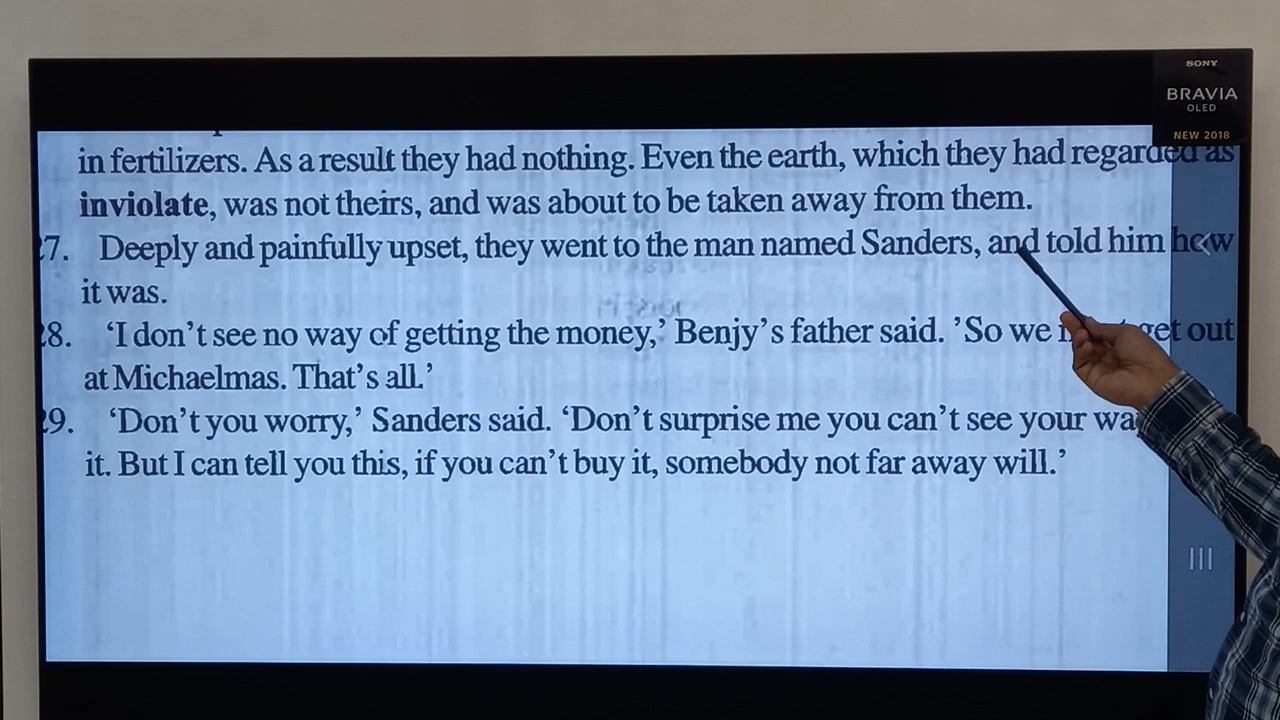 SONY
BRAVIA
OLED
NEW 2018
in fertilizers. As a result they had nothing. Even the earth, which they had regarded as
inviolate, was not theirs, and was about to be taken away from them.
27. Deeply and painfully upset, they went to the man named Sanders, and told him how
it was.
28. ‘I don’t see no way of getting the money,’ Benjy’s father said. ’So we get out
at Michaelmas. That’s all.’
29. ‘Don’t you worry,’ Sanders said. ‘Don’t surprise me you can’t see your
it. But I can tell you this, if you can’t buy it, somebody not far away will.’